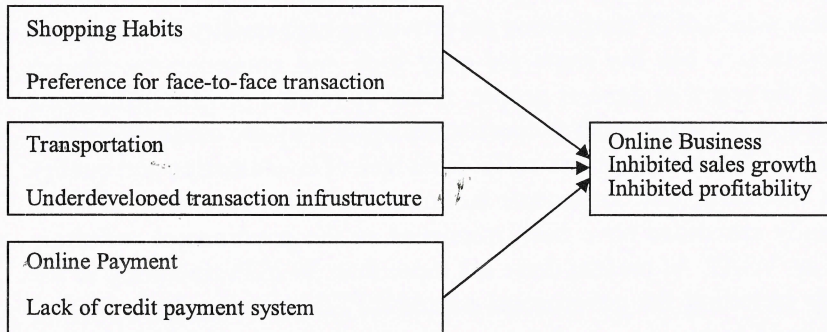 Shopping Habits
Preference for face-to-face transaction
Transportation
Underdeveloped transaction infrustructure
Online Payment
Lack of credit payment system
Online Business
Inhibited sales growth
Inhibited profitability